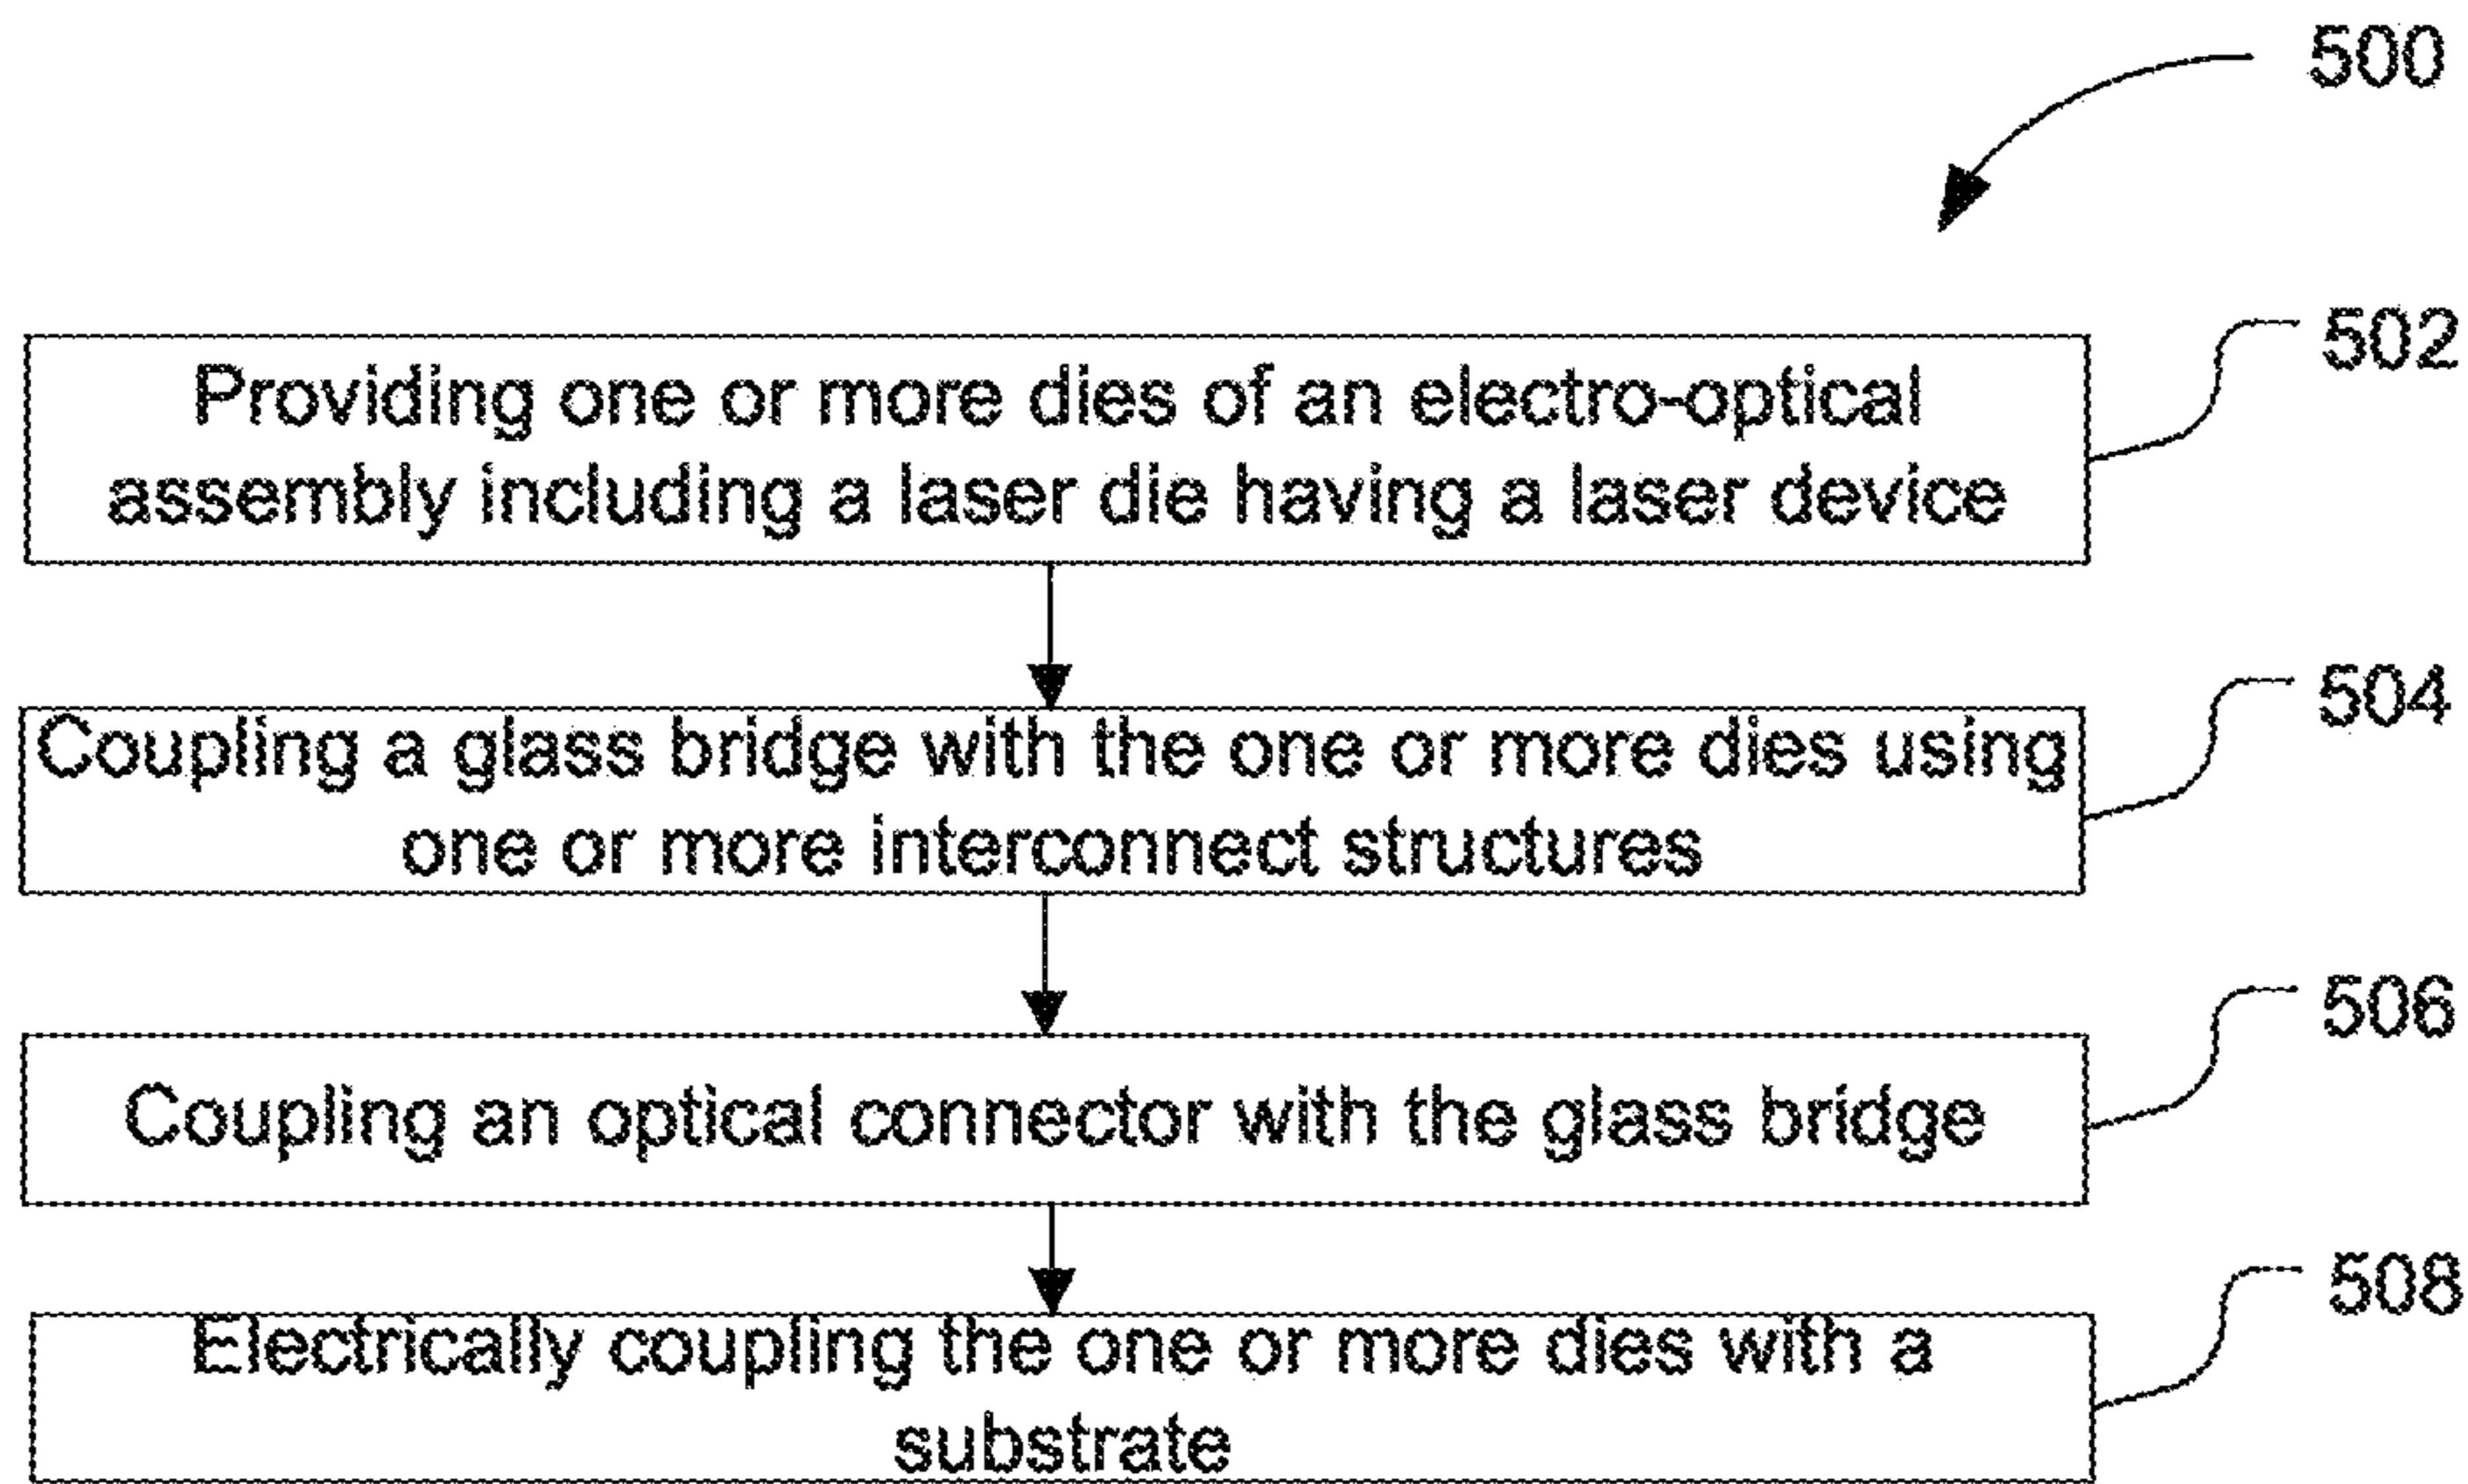 500
502
Providing one or more dies of an electro-optical
assembly including a laser die having a laser device
504
Coupling a glass bridge with the one or more dies using
one or more interconnect structures
506
Coupling an optical connector with the glass bridge
508
Electrically coupling the one or more dies with a
substrate